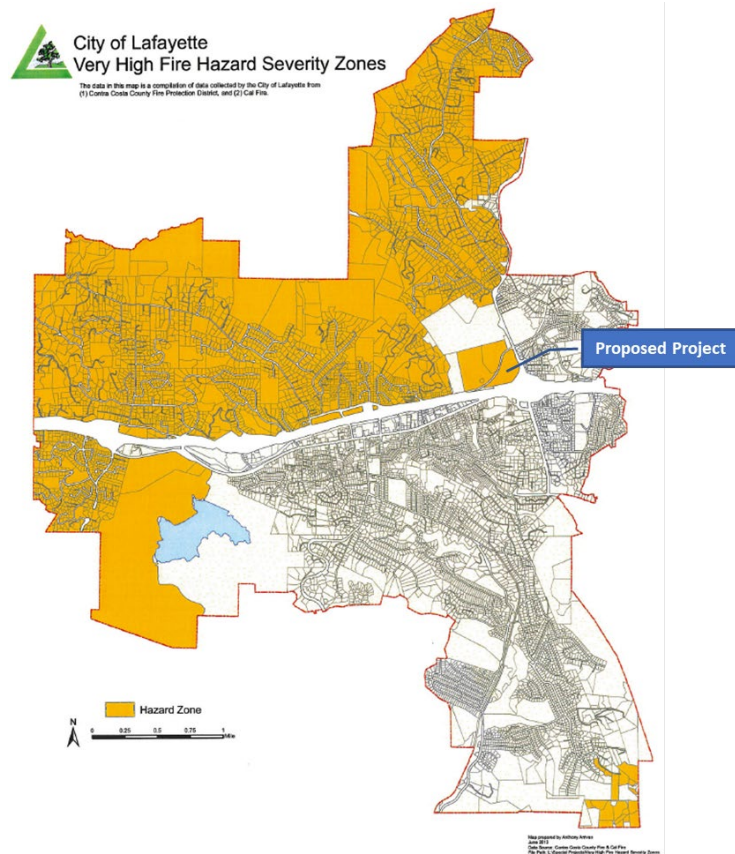 City of Lafayette
Very High Fire Hazard Severity Zones
The data in this map is a compilation of data collected by the City of Lafayette from
(1) Contra Costa County Fire Protection District, and (2) Cal Fire.
Proposed Project
Hazard Zone
N
0 0.25 0.5 0.75 1
Mile
Map prepared by Anthony
June 2012
Data Source: Contra Costa County Fire & Cal Fire